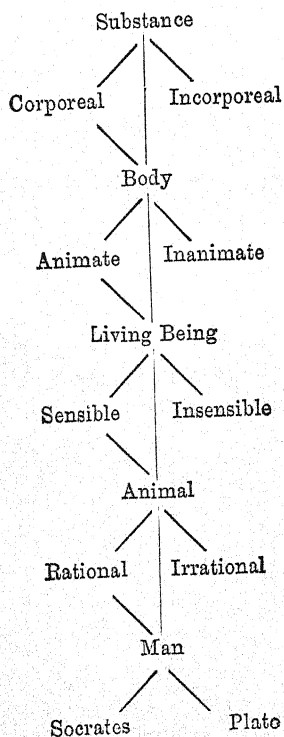 Substance
Corporeal Incorporeal
Body
Animate Inanimate
Living Being
Sensible Insensible
Animal
Rational Irrational
Man
Socrates Plato